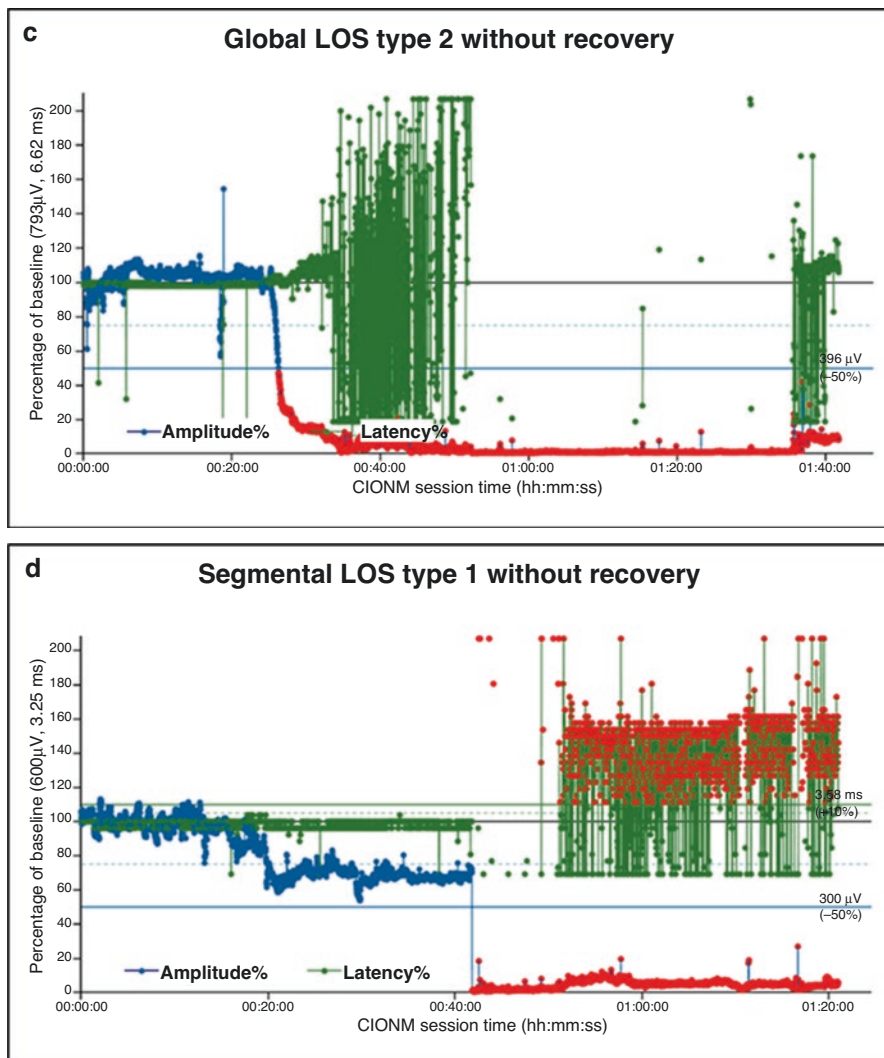 c
Global LOS type 2 without recovery
Percentage of baseline (793µV, 6.62 ms)
200
180
160
140
120
100
80
60
40
20
0
396 µV
(–50%)
Amplitude%
Latency%
00:00:00
00:20:00
00:40:00
01:00:00
01:20:00
01:40:00
CIONM session time (hh:mm:ss)
d
Segmental LOS type 1 without recovery
Percentage of baseline (600µV, 3.25 ms)
200
180
160
140
120
100
80
60
40
20
0
3.58 ms
(+10%)
300 µV
(–50%)
Amplitude%
Latency%
00:00:00
00:20:00
00:40:00
01:00:00
01:20:00
CIONM session time (hh:mm:ss)